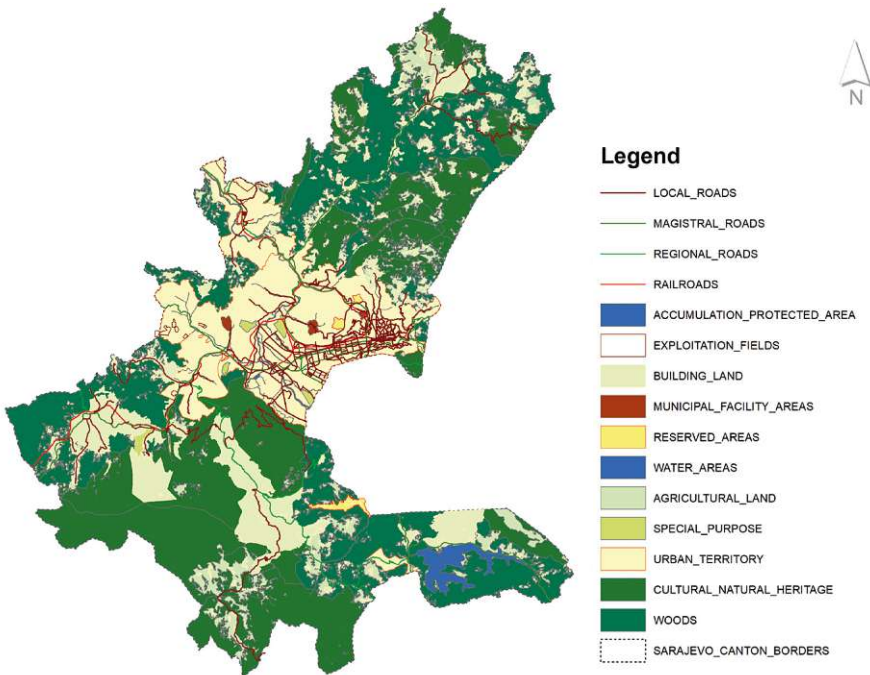 N
Legend
LOCAL_ROADS
MAGISTRAL_ROADS
REGIONAL_ROADS
RAILROADS
ACCUMULATION_PROTECTED_AREA
EXPLOITATION_FIELDS
BUILDING_LAND
MUNICIPAL_FACILITY_AREAS
RESERVED_AREAS
WATER_AREAS
AGRICULTURAL_LAND
SPECIAL_PURPOSE
URBAN_TERRITORY
CULTURAL_NATURAL_HERITAGE
WOODS
SARAJEVO_CANTON_BORDERS